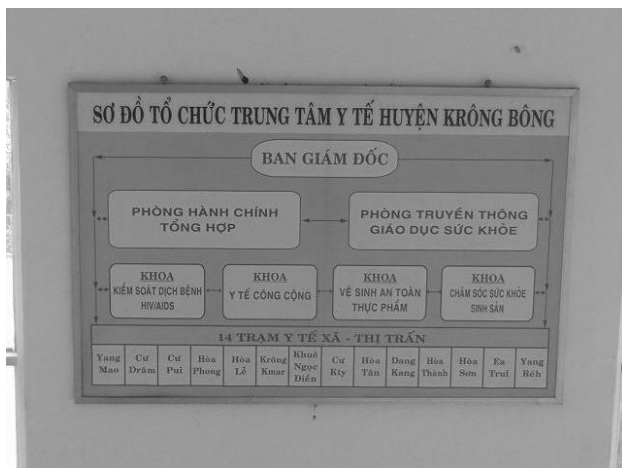 SƠ ĐỒ TỔ CHỨC TRUNG TÂM Y TẾ HUYỆN KRÔNG BÔNG
BAN GIÁM ĐỐC
PHÒNG HÀNH CHÍNH
TỔNG HỢP
PHÒNG TRUYỀN THÔNG
GIÁO DỤC SỨC KHỎE
KHOA
KIỂM SOÁT DỊCH BỆNH
HIV/AIDS
KHOA
Y TẾ CÔNG CỘNG
KHOA
VỆ SINH AN TOÀN
THỰC PHẨM
KHOA
CHĂM SÓC SỨC KHỎE
SINH SẢN
14 TRẠM Y TẾ XÃ - THỊ TRẤN
Yang
Mao
Cư
Drăm
Cư
Pui
Hòa
Phong
Hòa
Lễ
Krông
Kmar
Khuê
Ngọc
Điền
Cư
Kty
Hòa
Tân
Dang
Kang
Hòa
Thành
Hòa
Sơn
Ea
Trul
Yang
Réh